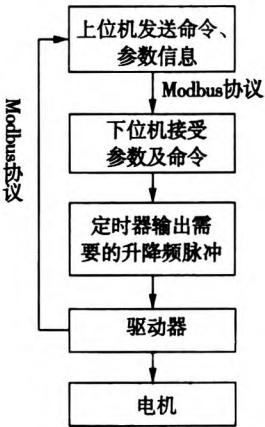 上位机发送命令、
参数信息
Modbus协议
下位机接受
参数及命令
定时器输出需
要的升降频脉冲
驱动器
电机
Modbus协议